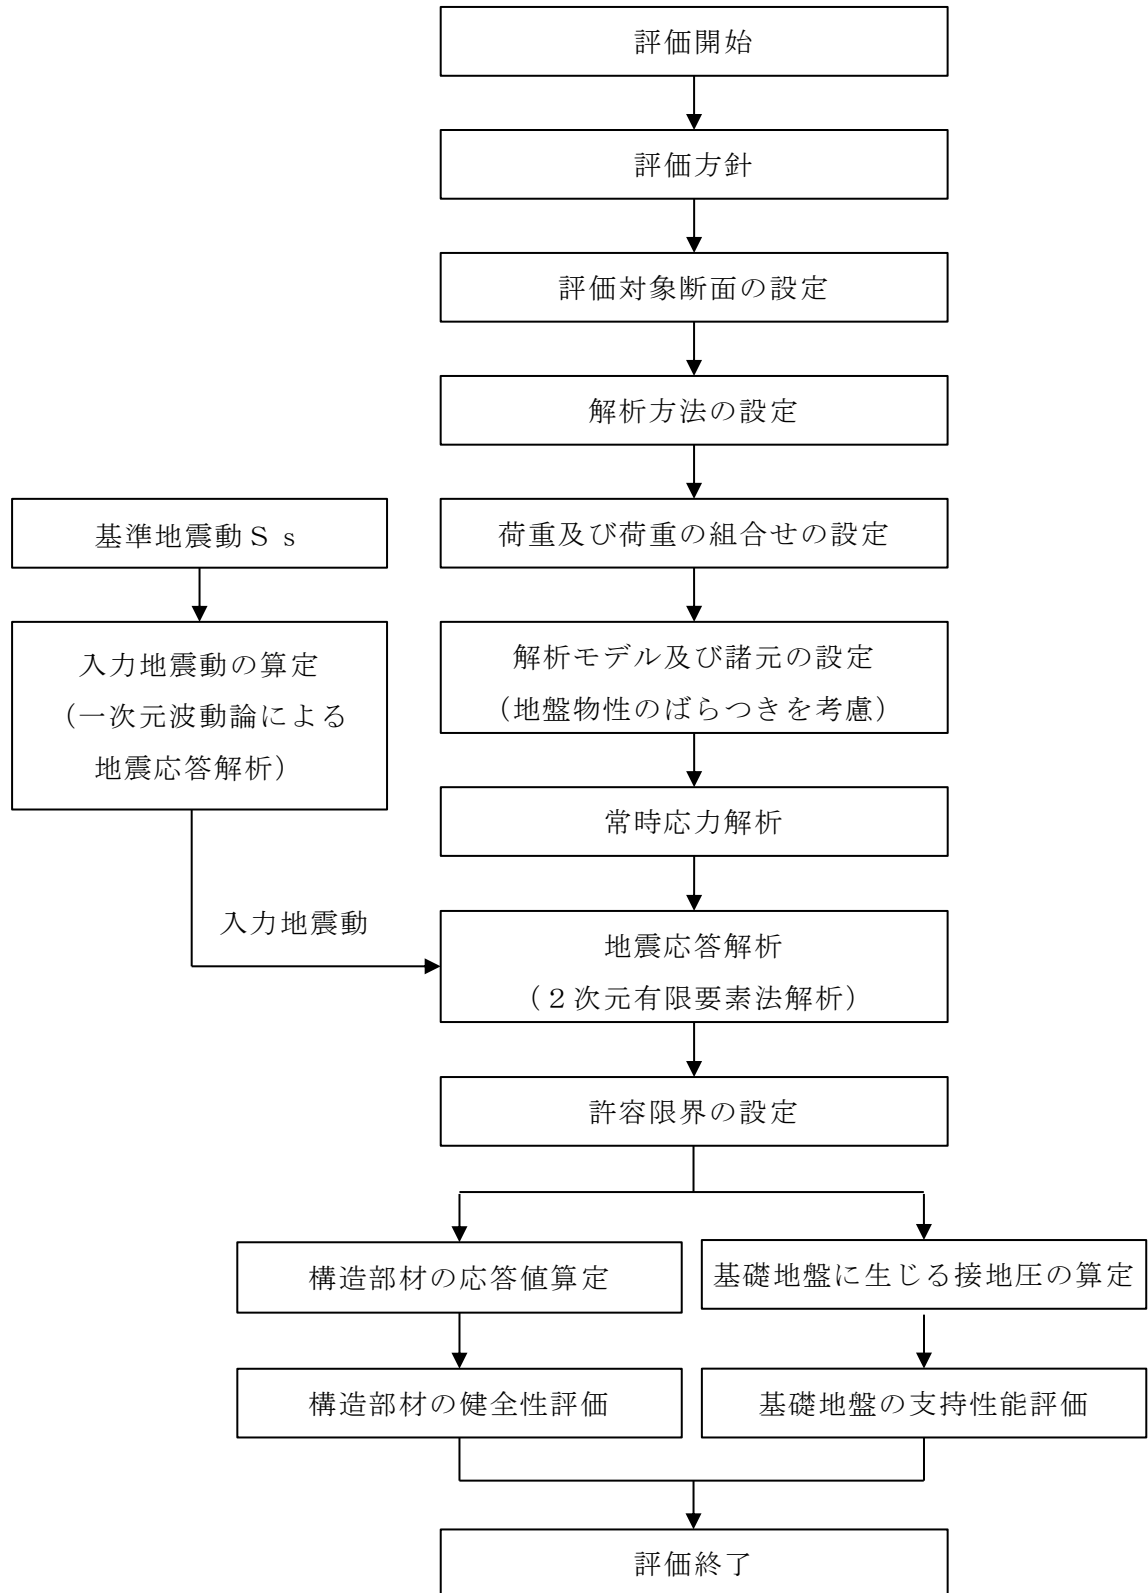 評価開始
評価方針
評価対象断面の設定
解析方法の設定
基準地震動Ｓｓ
荷重及び荷重の組合せの設定
入力地震動の算定
（一次元波動論による
地震応答解析）
解析モデル及び諸元の設定
（地盤物性のばらつきを考慮）
常時応力解析
入力地震動
地震応答解析
（２次元有限要素法解析）
許容限界の設定
構造部材の応答値算定
基礎地盤に生じる接地圧の算定
構造部材の健全性評価
基礎地盤の支持性能評価
評価終了